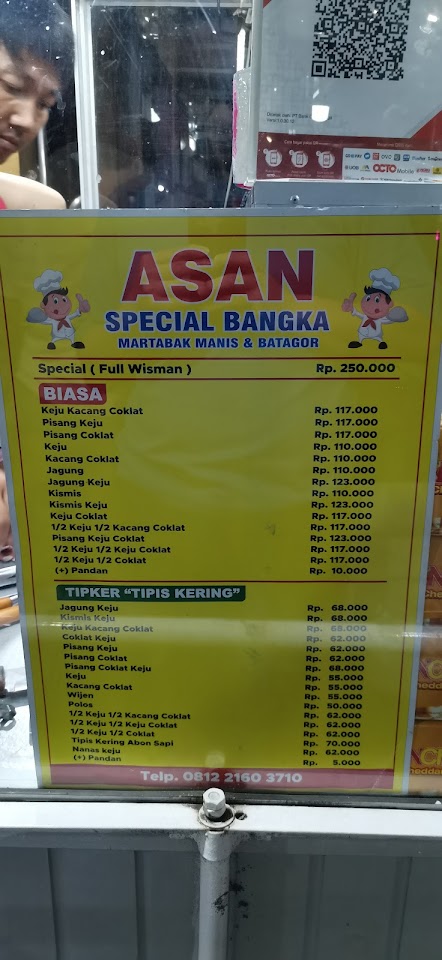 OVO
OCTO Mobile
ASAN
SPECIAL BANGKA
MARTABAK MANIS & BATAGOR
Special ( Full Wisman ) Rp. 250.000
BIASA
Keju Kacang Coklat Rp. 117.000
Pisang Keju Rp. 117.000
Pisang Coklat Rp. 117.000
Keju Rp. 110.000
Kacang Coklat Rp. 110.000
Jagung Rp. 110.000
Jagung Keju Rp. 123.000
Kismis Rp. 110.000
Kismis Keju Rp. 123.000
Keju Coklat Rp. 117.000
1/2 Keju 1/2 Kacang Coklat Rp. 117.000
Pisang Keju Coklat Rp. 123.000
1/2 Keju 1/2 Keju Coklat Rp. 117.000
1/2 Keju 1/2 Coklat Rp. 117.000
(+) Pandan Rp. 10.000
TIPKER "TIPIS KERING"
Jagung Keju Rp. 68.000
Kismis Keju Rp. 68.000
Keju Kacang Coklat Rp. 65.000
Coklat Keju Rp. 62.000
Pisang Keju Rp. 62.000
Pisang Coklat Rp. 62.000
Pisang Coklat Keju Rp. 68.000
Keju Rp. 55.000
Kacang Coklat Rp. 55.000
Wijen Rp. 55.000
Polos Rp. 50.000
1/2 Keju 1/2 Kacang Coklat Rp. 62.000
1/2 Keju 1/2 Keju Coklat Rp. 62.000
1/2 Keju 1/2 Coklat Rp. 62.000
Tipis Kering Abon Sapi Rp. 70.000
Nanas keju Rp. 62.000
(+) Pandan Rp. 5.000
Telp. 0812 2160 3710